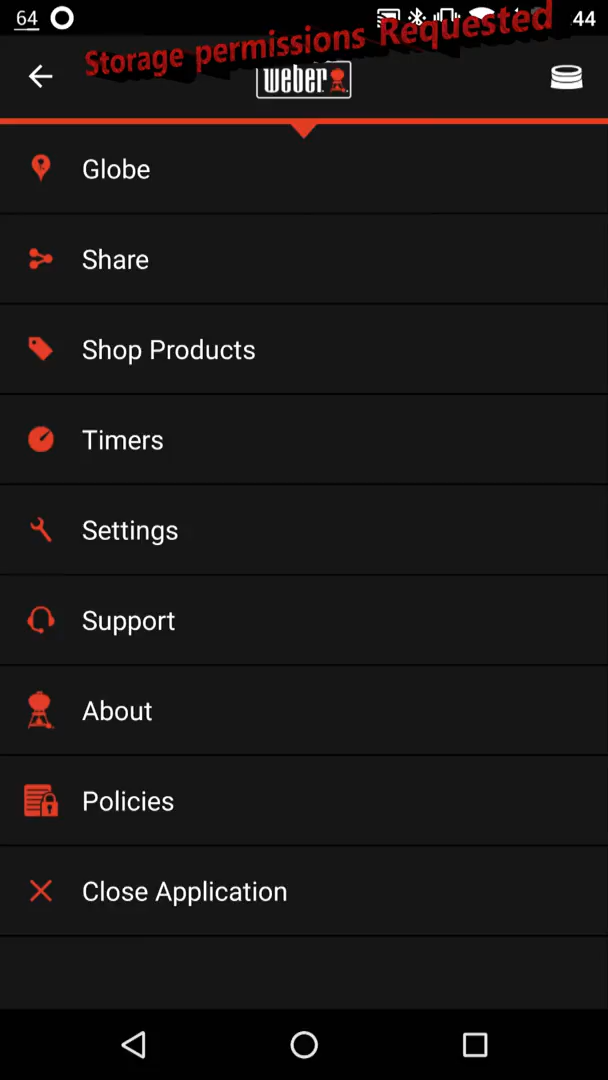 64
44
Storage permissions Requested
weber
Globe
Share
Shop Products
Timers
Settings
Support
About
Policies
Close Application